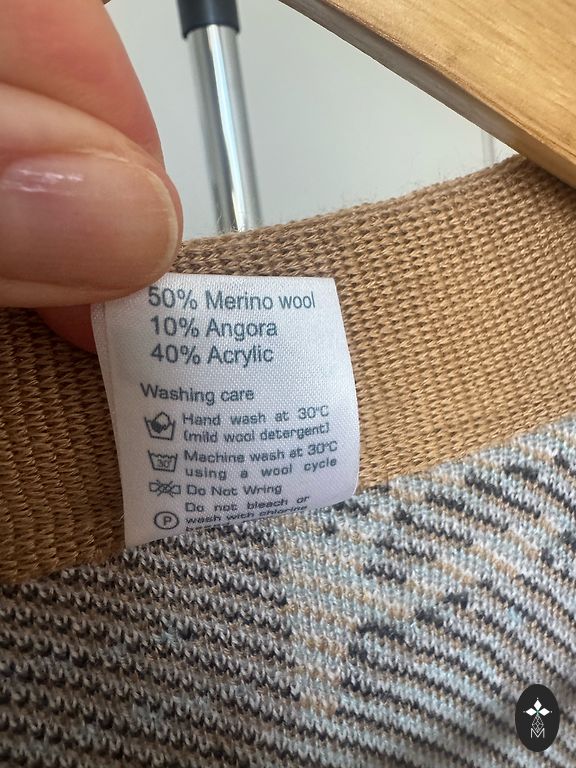 50% Merino wool
10% Angora
40% Acrylic
Washing care
Hand wash at 30°C
(mild wool detergent)
30°
Machine wash at 30°C
using a wool cycle
Do Not Wring
P
Do not bleach or
wash with chlorine
M